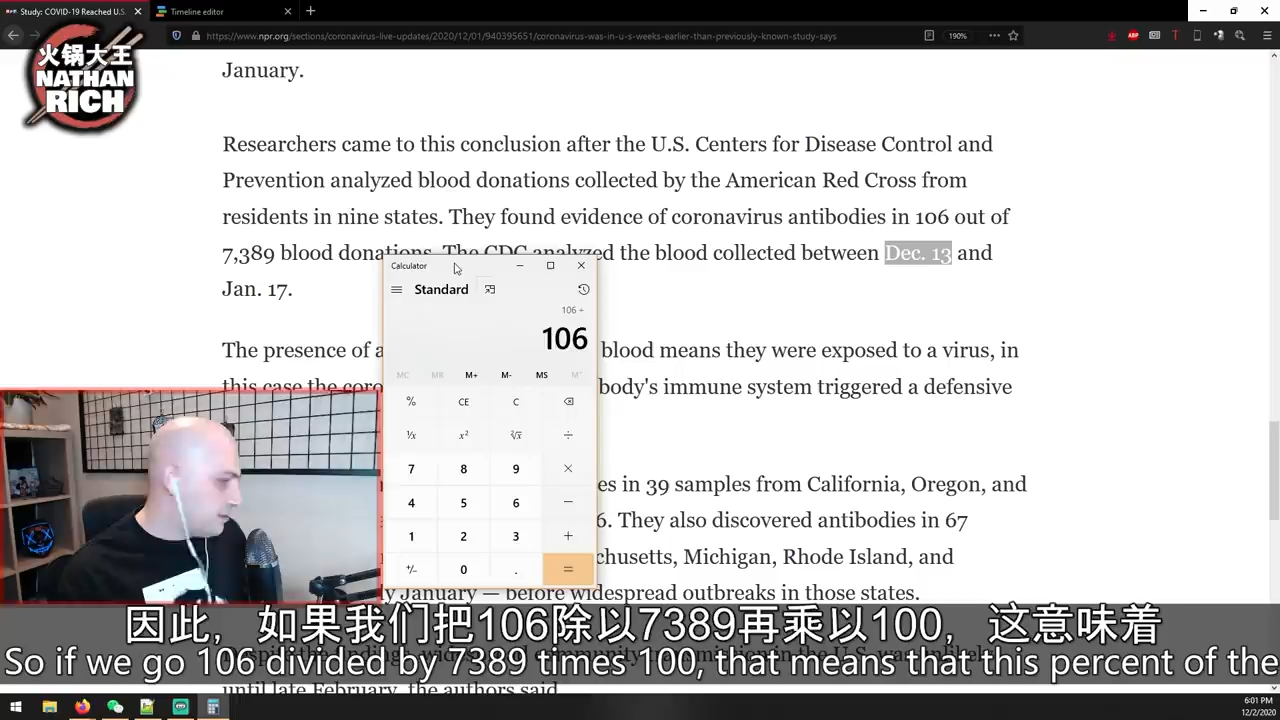 Study: COVID-19 Reached U.S.
Timeline editor
https://www.npr.org/sections/coronavirus-live-updates/2020/12/01/940395651/coronavirus-was-in-u-s-weeks-earlier-than-previously-known-study-says
190%
火锅大王
NATHAN
RICH
January.
Researchers came to this conclusion after the U.S. Centers for Disease Control and
Prevention analyzed blood donations collected by the American Red Cross from
residents in nine states. They found evidence of coronavirus antibodies in 106 out of
7,389 blood donations. The CDC analyzed the blood collected between Dec. 13 and
Jan. 17.
Calculator
Standard
106 ÷
106
MC MR M+ M- MS M˅
% CE C
¹/x x² ²√x ÷
7 8 9 ×
4 5 6 −
1 2 3 +
+/- 0 . =
The presence of a blood means they were exposed to a virus, in
this case the coro body's immune system triggered a defensive
es in 39 samples from California, Oregon, and
6. They also discovered antibodies in 67
chusetts, Michigan, Rhode Island, and
y January — before widespread outbreaks in those states.
因此, 如果我们把106除以7389再乘以100, 这意味着
So if we go 106 divided by 7389 times 100, that means that this percent of the
until late February, the authors said.
6:01 PM
12/2/2020